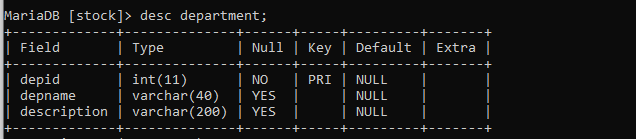 MariaDB [stock]> desc department;
+-------------+--------------+------+-----+---------+-------+
| Field       | Type         | Null | Key | Default | Extra |
+-------------+--------------+------+-----+---------+-------+
| depid       | int(11)      | NO   | PRI | NULL    |       |
| depname     | varchar(40)  | YES  |     | NULL    |       |
| description | varchar(200) | YES  |     | NULL    |       |
+-------------+--------------+------+-----+---------+-------+